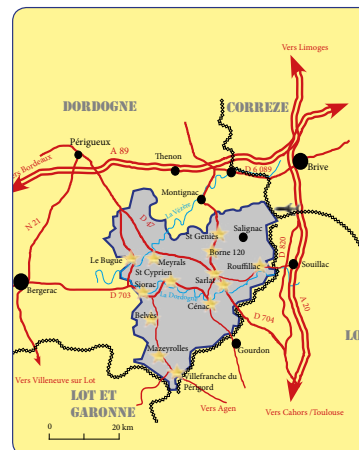 Vers Limoges
DORDOGNE
CORREZE
Périgueux
A 89
Vers Bordeaux
Thenon
D 6 089
Brive
Montignac
La Vézère
N 21
D 47
St Geniès
Salignac
Borne 120
D 820
Le Bugue
Meyrals
Rouffillac
Souillac
St Cyprien
Sarlat
Bergerac
D 703
Siorac
La Dordogne
Cénac
A 20
Belvès
D 704
Gourdon
Mazeyrolles
Vers Villeneuve sur Lot
Villefranche du
Périgord
LOT ET
GARONNE
Vers Agen
Vers Cahors /Toulouse
LO
0 20 km